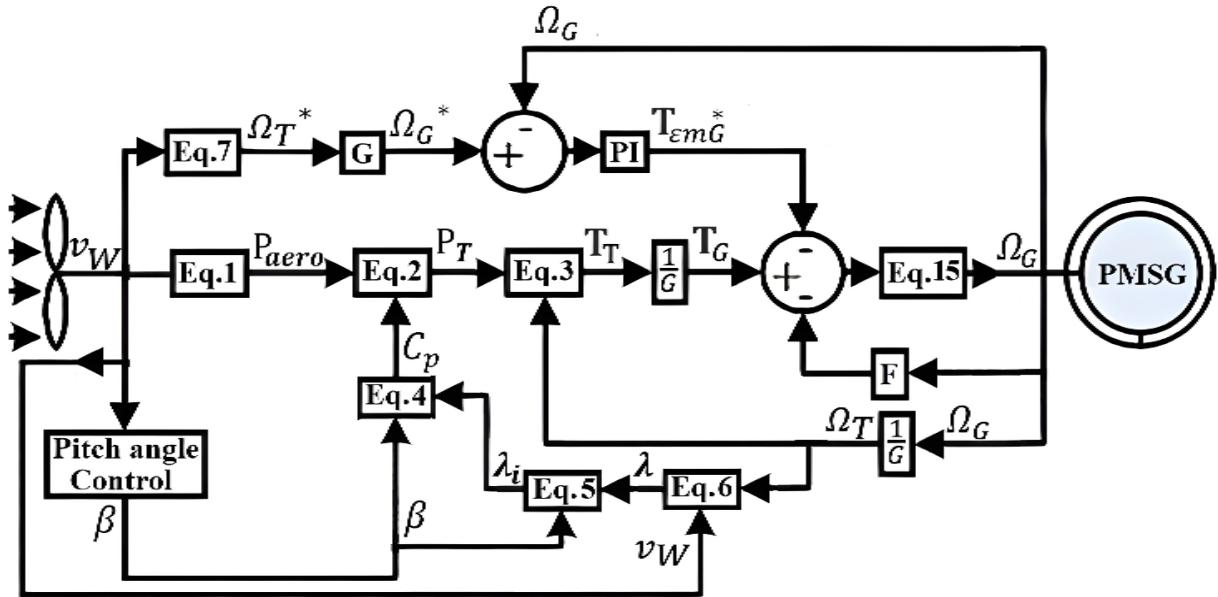 Ω_G
Eq.7
Ω_T*
G
Ω_G*
-
+
PI
T_εmG*
v_W
Eq.1
P_aero
Eq.2
P_T
Eq.3
T_T
1/G
T_G
-
+
-
Eq.15
Ω_G
PMSG
C_p
Eq.4
F
Pitch angle
Control
β
β
λ_i
Eq.5
λ
Eq.6
v_W
Ω_T
1/G
Ω_G